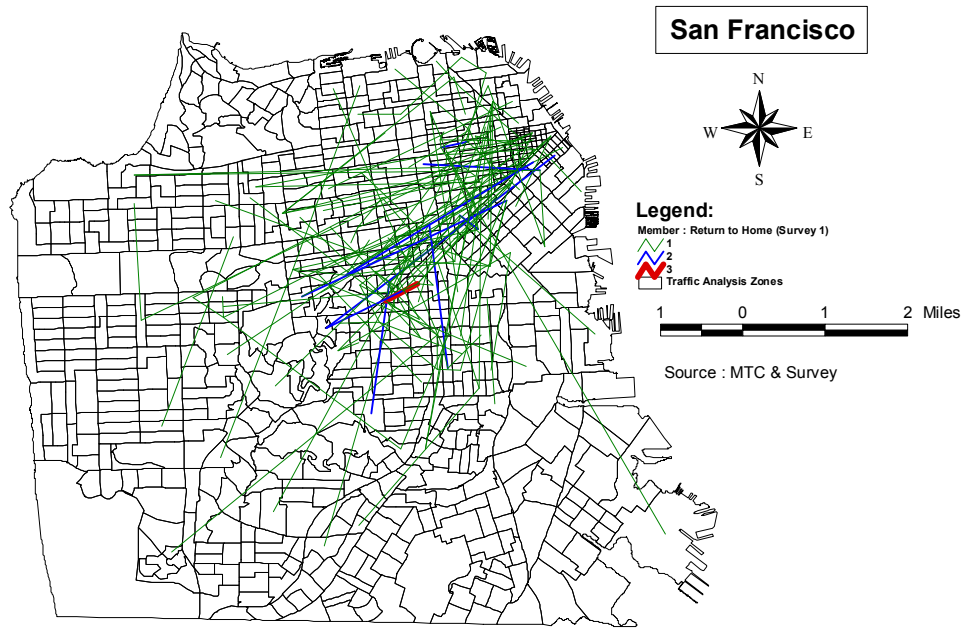 San Francisco
N
W
E
S
Legend:
Member : Return to Home (Survey 1)
1
2
3
Traffic Analysis Zones
1 0 1 2 Miles
Source : MTC & Survey